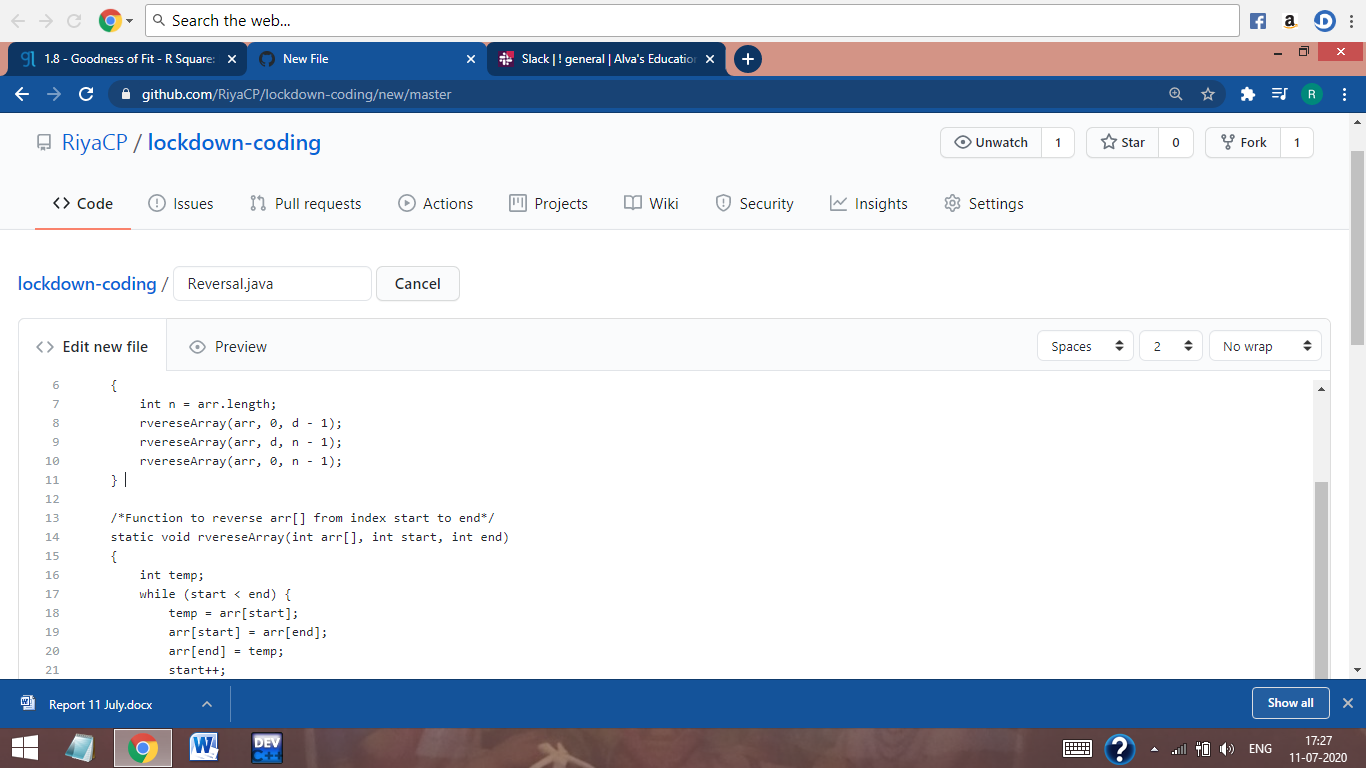 Search the web...
1.8 - Goodness of Fit - R Square:
New File
Slack | ! general | Alva's Education
github.com/RiyaCP/lockdown-coding/new/master
R
RiyaCP / lockdown-coding
Unwatch 1 Star 0 Fork 1
Code Issues Pull requests Actions Projects Wiki Security Insights Settings
lockdown-coding / Reversal.java Cancel
<> Edit new file Preview Spaces 2 No wrap
6 {
7 int n = arr.length;
8 rvereseArray(arr, 0, d - 1);
9 rvereseArray(arr, d, n - 1);
10 rvereseArray(arr, 0, n - 1);
11 }
12
13 /*Function to reverse arr[] from index start to end*/
14 static void rvereseArray(int arr[], int start, int end)
15 {
16 int temp;
17 while (start < end) {
18 temp = arr[start];
19 arr[start] = arr[end];
20 arr[end] = temp;
21 start++;
Report 11 July.docx
Show all
DEV C++
ENG
17:27
11-07-2020